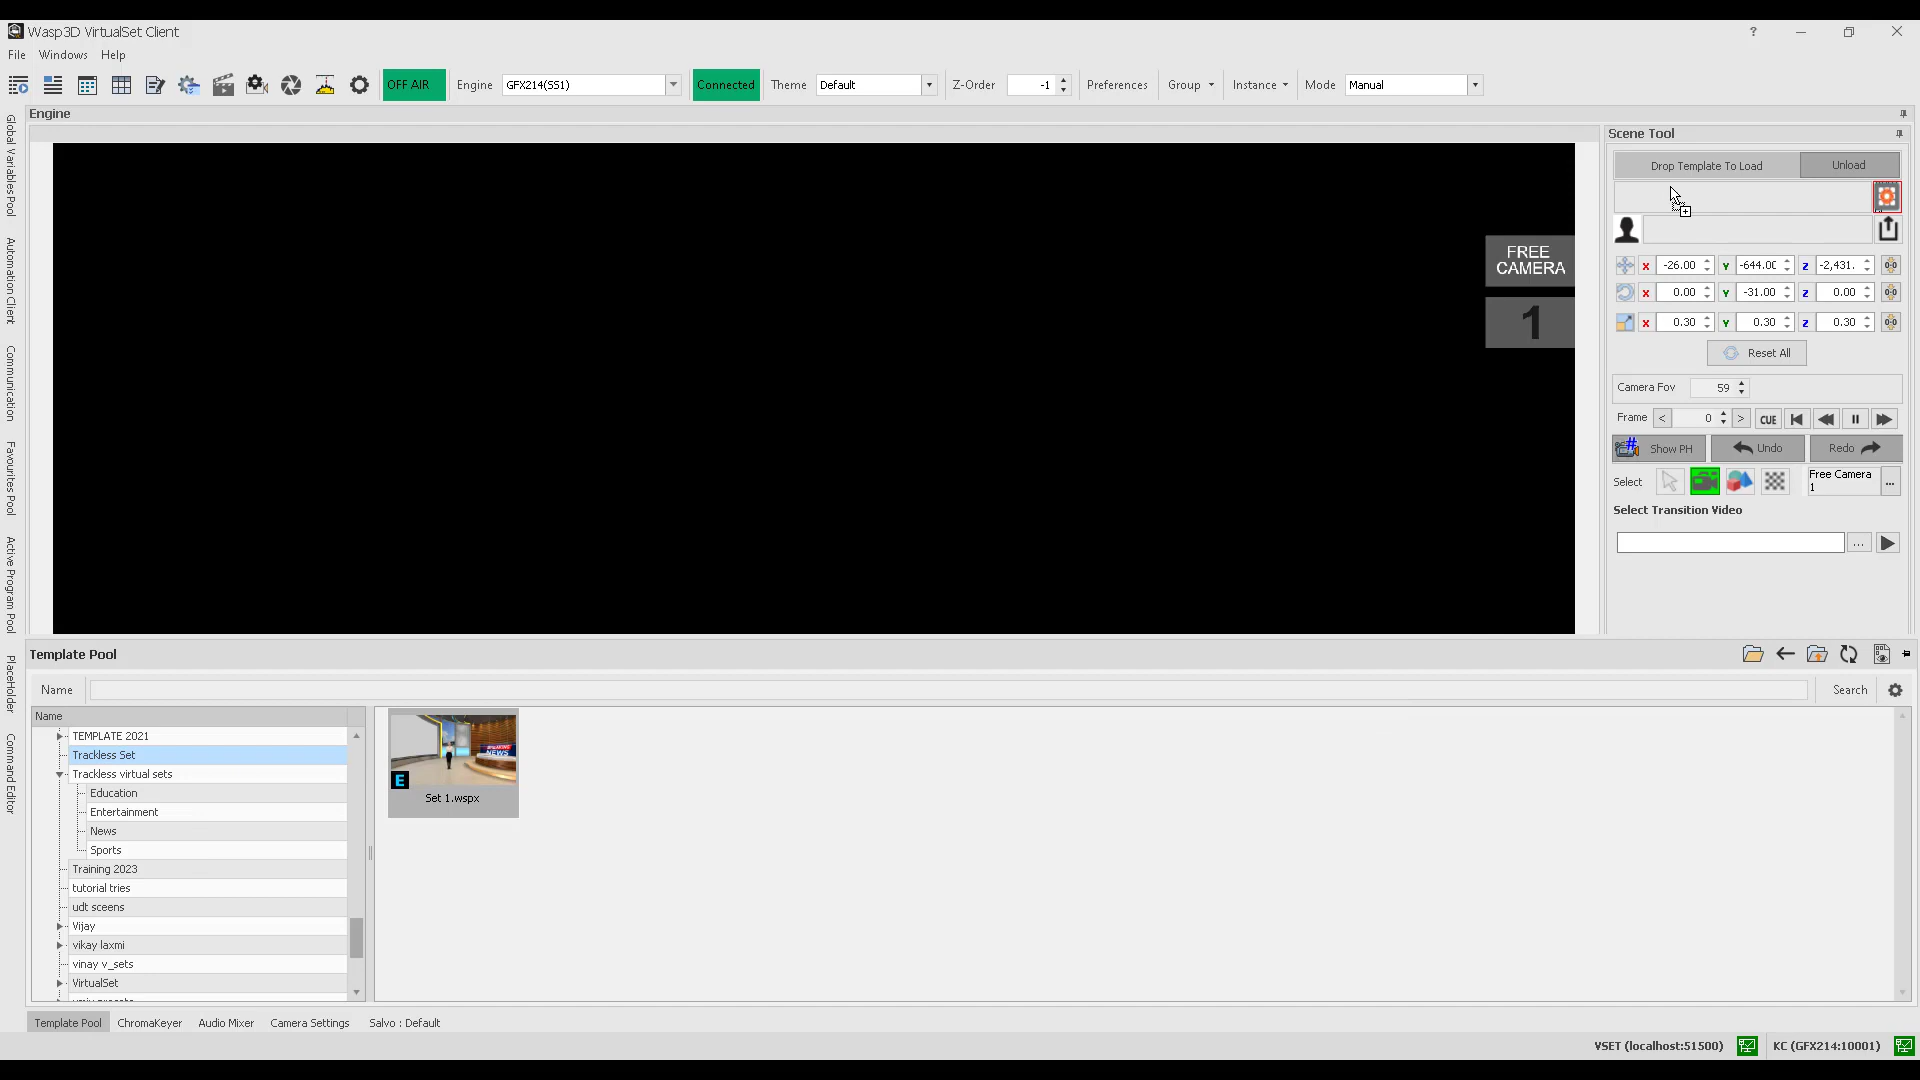 Wasp3D VirtualSet Client
File Windows Help
OFF AIR Engine GFX214(SS1) Connected Theme Default Z-Order -1 Preferences Group Instance Mode Manual
Engine
Scene Tool
Global Variables Pool
Automation Client
Communication
Favourites Pool
Active Program Pool
PlaceHolder
Command Editor
FREE
CAMERA
1
Drop Template To Load Unload
X -26.00 Y -644.0 Z -2,431.
X 0.00 Y -31.00 Z 0.00
X 0.30 Y 0.30 Z 0.30
Reset All
Camera Fov 59
Frame < 0 > CUE
# Show PH Undo Redo
Select Free Camera
1 ...
Select Transition Video
...
Template Pool
Name Search
Name
TEMPLATE 2021
Trackless Set
Trackless virtual sets
Education
Entertainment
News
Sports
Training 2023
tutorial tries
udt sceens
Vijay
vikay laxmi
vinay v_sets
VirtualSet
BREAKING
NEWS
E
Set 1.wspx
Template Pool ChromaKeyer Audio Mixer Camera Settings Salvo : Default
VSET (localhost:51500) KC (GFX214:10001)